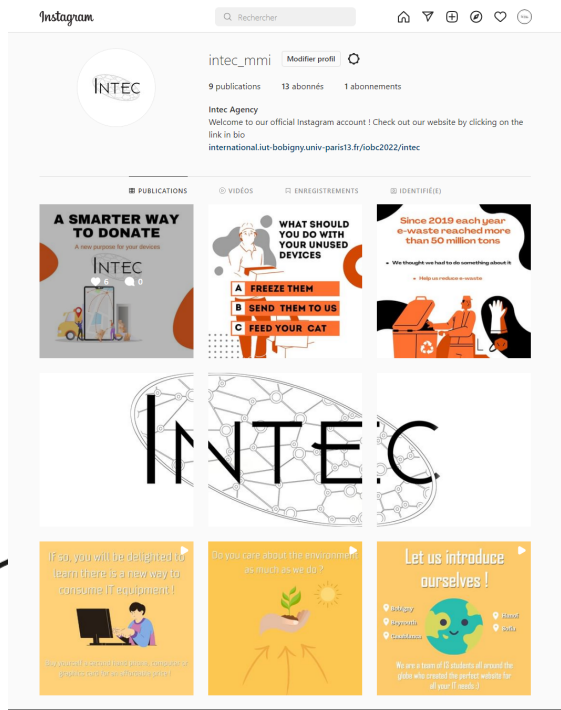 Instagram
Rechercher
intec_mmi Modifier profil
9 publications 13 abonnés 1 abonnements
Intec Agency
Welcome to our official Instagram account ! Check out our website by clicking on the
link in bio
international.iut-bobigny.univ-paris13.fr/iobc2022/intec
INTEC
PUBLICATIONS VIDÉOS ENREGISTREMENTS IDENTIFIÉ(E)
A SMARTER WAY
TO DONATE
A new purpose for your devices
INTEC
6 0
WHAT SHOULD
YOU DO WITH
YOUR UNUSED
DEVICES
A FREEZE THEM
B SEND THEM TO US
C FEED YOUR CAT
Since 2019 each year
e-waste reached more
than 50 million tons
We thought we had to do something about it
Help us reduce e-waste
INTEC
If so, you will be delighted to
learn there is a new way to
consume IT equipment !
Do you care about the environment
as much as we do ?
Let us introduce
ourselves !
Bobigny
Beyrouth
Casablanca
Hanoï
Sofia
We are a team of IS students all around the
globe who created the perfect website for
all your IT needs :)